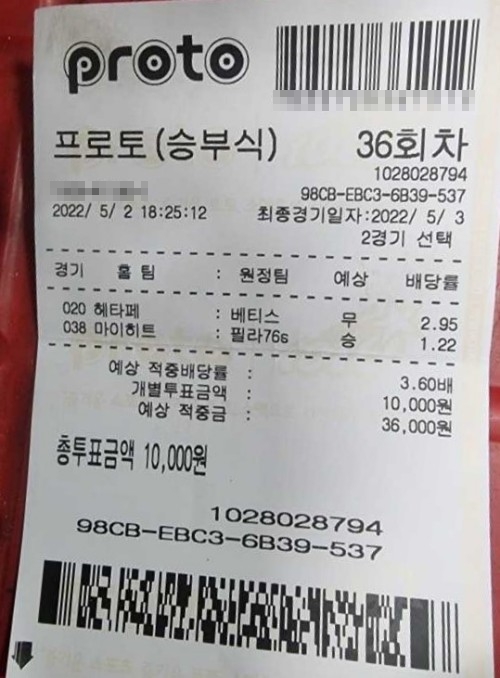 proto
프로토(승부식) 36회차
1028028794
98CB-EBC3-6B39-537
2022/ 5/ 2 18:25:12 최종경기일자:2022/ 5/ 3
2경기 선택
경기 홈 팀 : 원정팀 예상 배당률
020 헤타페 : 베티스 무 2.95
038 마이히트 : 필라76s 승 1.22
예상 적중배당률 : 3.60배
개별투표금액 : 10,000원
예상 적중금 : 36,000원
총투표금액 10,000원
1028028794
98CB-EBC3-6B39-537